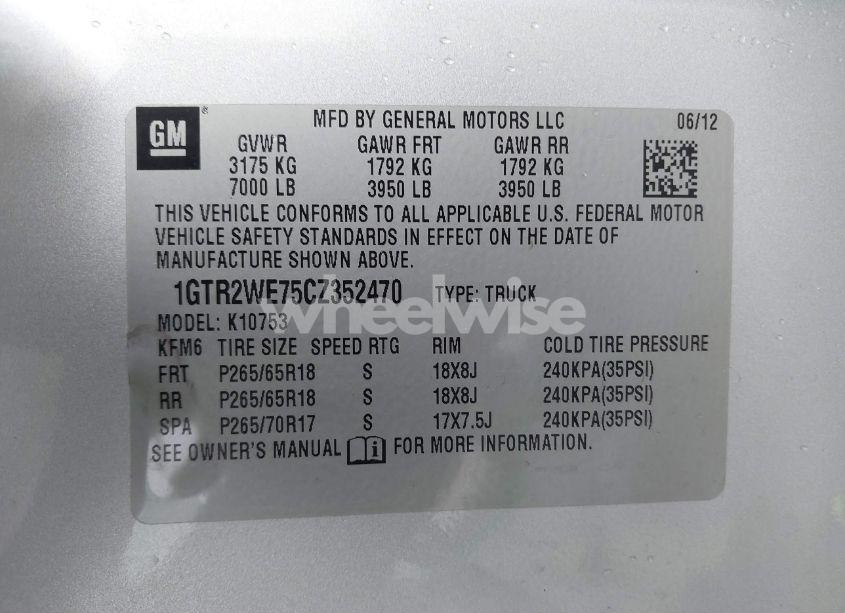 GM
MFD BY GENERAL MOTORS LLC 06/12
GVWR GAWR FRT GAWR RR
3175 KG 1792 KG 1792 KG
7000 LB 3950 LB 3950 LB
THIS VEHICLE CONFORMS TO ALL APPLICABLE U.S. FEDERAL MOTOR
VEHICLE SAFETY STANDARDS IN EFFECT ON THE DATE OF
MANUFACTURE SHOWN ABOVE.
1GTR2WE75CZ352470 TYPE: TRUCK
wheelwise
MODEL: K10753
KFM6 TIRE SIZE SPEED RTG RIM COLD TIRE PRESSURE
FRT P265/65R18 S 18X8J 240KPA(35PSI)
RR P265/65R18 S 18X8J 240KPA(35PSI)
SPA P265/70R17 S 17X7.5J 240KPA(35PSI)
SEE OWNER'S MANUAL FOR MORE INFORMATION.